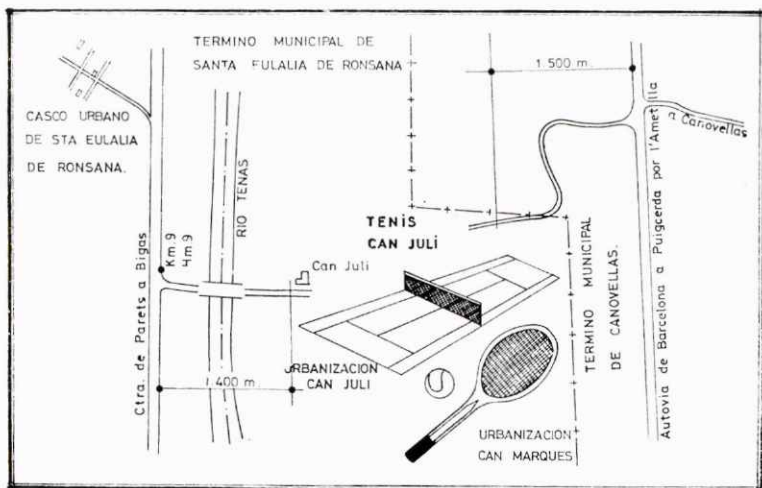 TERMINO MUNICIPAL DE
SANTA EULALIA DE RONSANA
1.500 m.
CASCO URBANO
DE STA EULALIA
DE RONSANA.
a Canovellas
RIO TENAS
Km.9
Hm.9
Ctra. de Parets a Bigas
Can Juli
TENIS
CAN JULÍ
TERMINO MUNICIPAL
DE CANOVELLAS.
Autovia de Barcelona a Puigcerda por l'Ametlla
1.400 m.
URBANIZACION
CAN JULI
URBANIZACION
CAN MARQUES